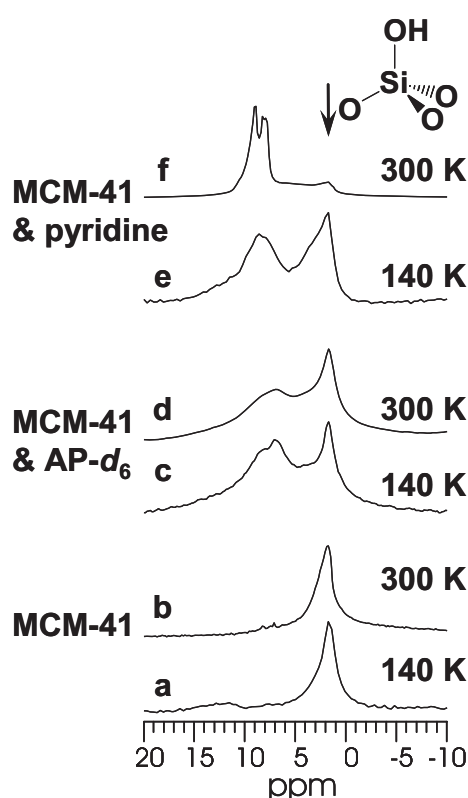 OH
Si
O
O
O
f
300 K
MCM-41
& pyridine
e
140 K
d
300 K
MCM-41
& AP-d6
c
140 K
b
300 K
MCM-41
a
140 K
20 15 10 5 0 -5 -10
ppm